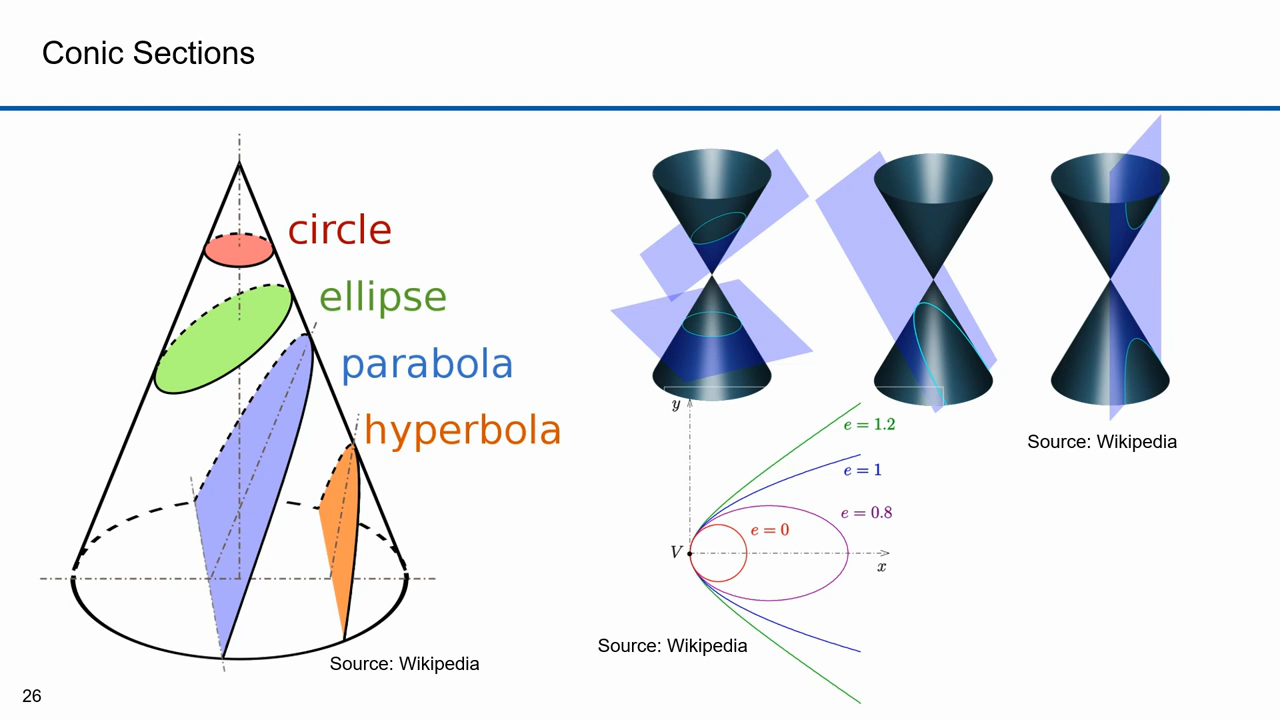 Conic Sections
circle
ellipse
parabola
hyperbola
Source: Wikipedia
Source: Wikipedia
y
e = 1.2
e = 1
e = 0.8
e = 0
V
x
Source: Wikipedia
26